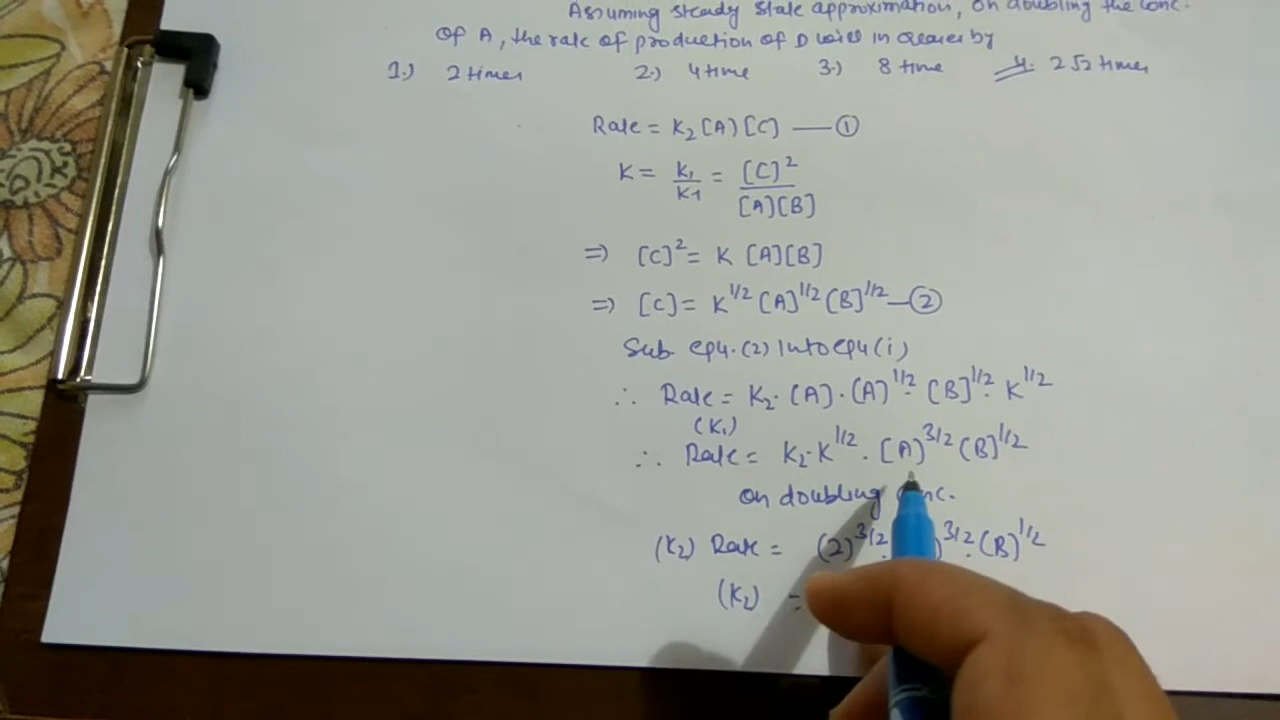 Assuming steady state approximation, on doubling the conc.
of A, the rate of production of D will increases by
1.) 2 times 2.) 4 time 3.) 8 time 4. 2√2 times
Rate = K₂ [A] [C] — ①
K = K₁/K-1 = [C]²/[A][B]
⇒ [C]² = K [A][B]
⇒ [C] = K^1/2 [A]^1/2 [B]^1/2 — ②
Sub eq4. (2) Into eq4 (i)
∴ Rate = K₂ · [A] · [A]^1/2 · [B]^1/2 · K^1/2
(K₁)
∴ Rate = K₂ · K^1/2 · [A]^3/2 (B]^1/2
on doubling
(K₂) Rate = (2)^3/2 · )^3/2 · (B)^1/2
(K₂) =